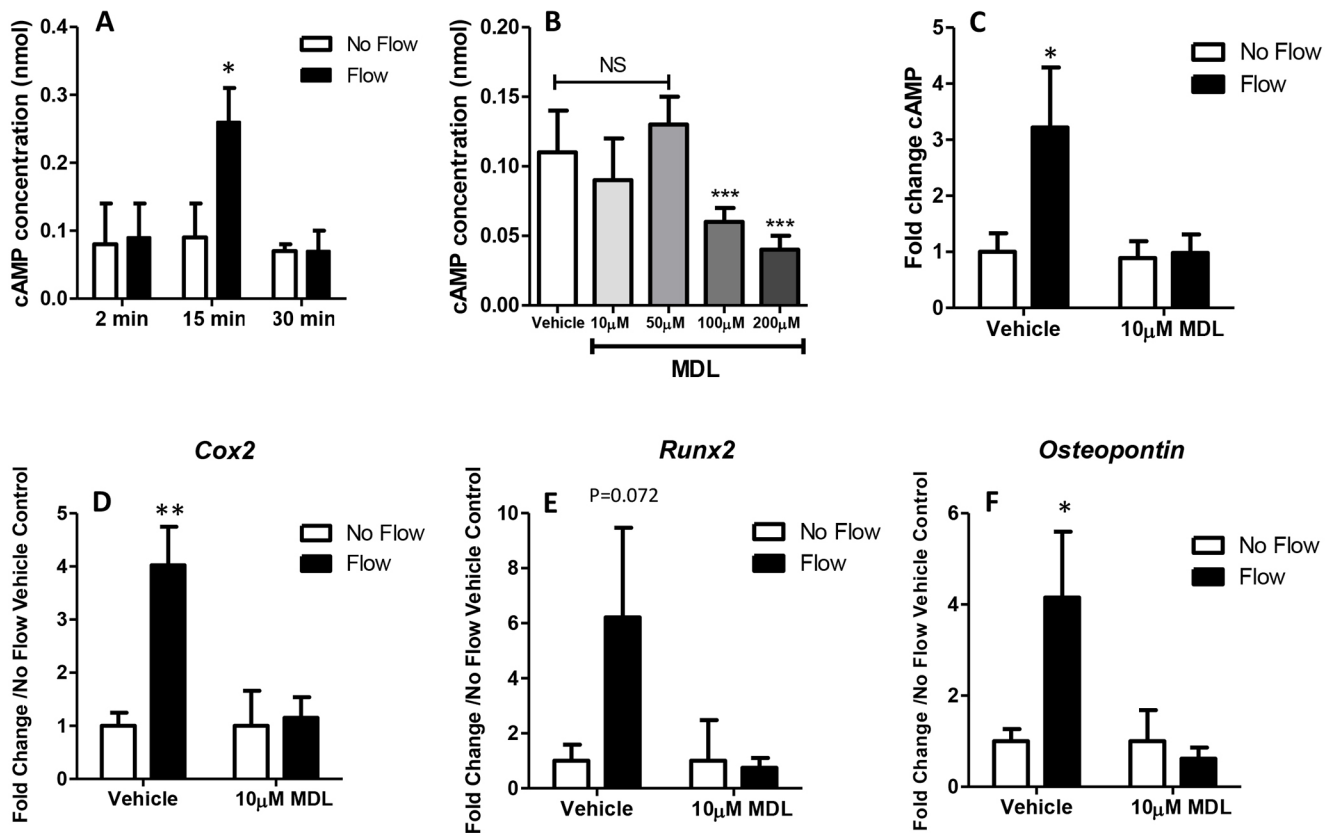 A
cAMP concentration (nmol)
0.4
0.3
0.2
0.1
0.0
*
No Flow
Flow
2 min 15 min 30 min
B
cAMP concentration (nmol)
0.20
0.15
0.10
0.05
0.00
NS
***
***
Vehicle 10μM 50μM 100μM 200μM
MDL
C
Fold change cAMP
5
4
3
2
1
0
*
No Flow
Flow
Vehicle 10μM MDL
Cox2
D
Fold Change /No Flow Vehicle Control
5
4
3
2
1
0
**
No Flow
Flow
Vehicle 10μM MDL
Runx2
E
Fold Change /No Flow Vehicle Control
10
8
6
4
2
0
P=0.072
No Flow
Flow
Vehicle 10μM MDL
Osteopontin
F
Fold Change /No Flow Vehicle Control
6
4
2
0
*
No Flow
Flow
Vehicle 10μM MDL